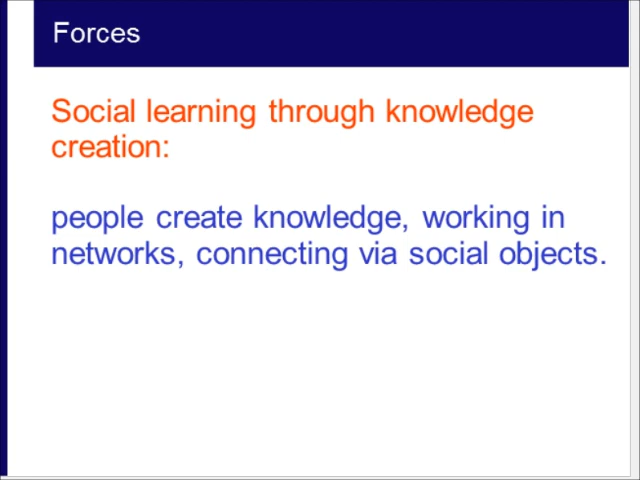 Forces
Social learning through knowledge
creation:
people create knowledge, working in
networks, connecting via social objects.